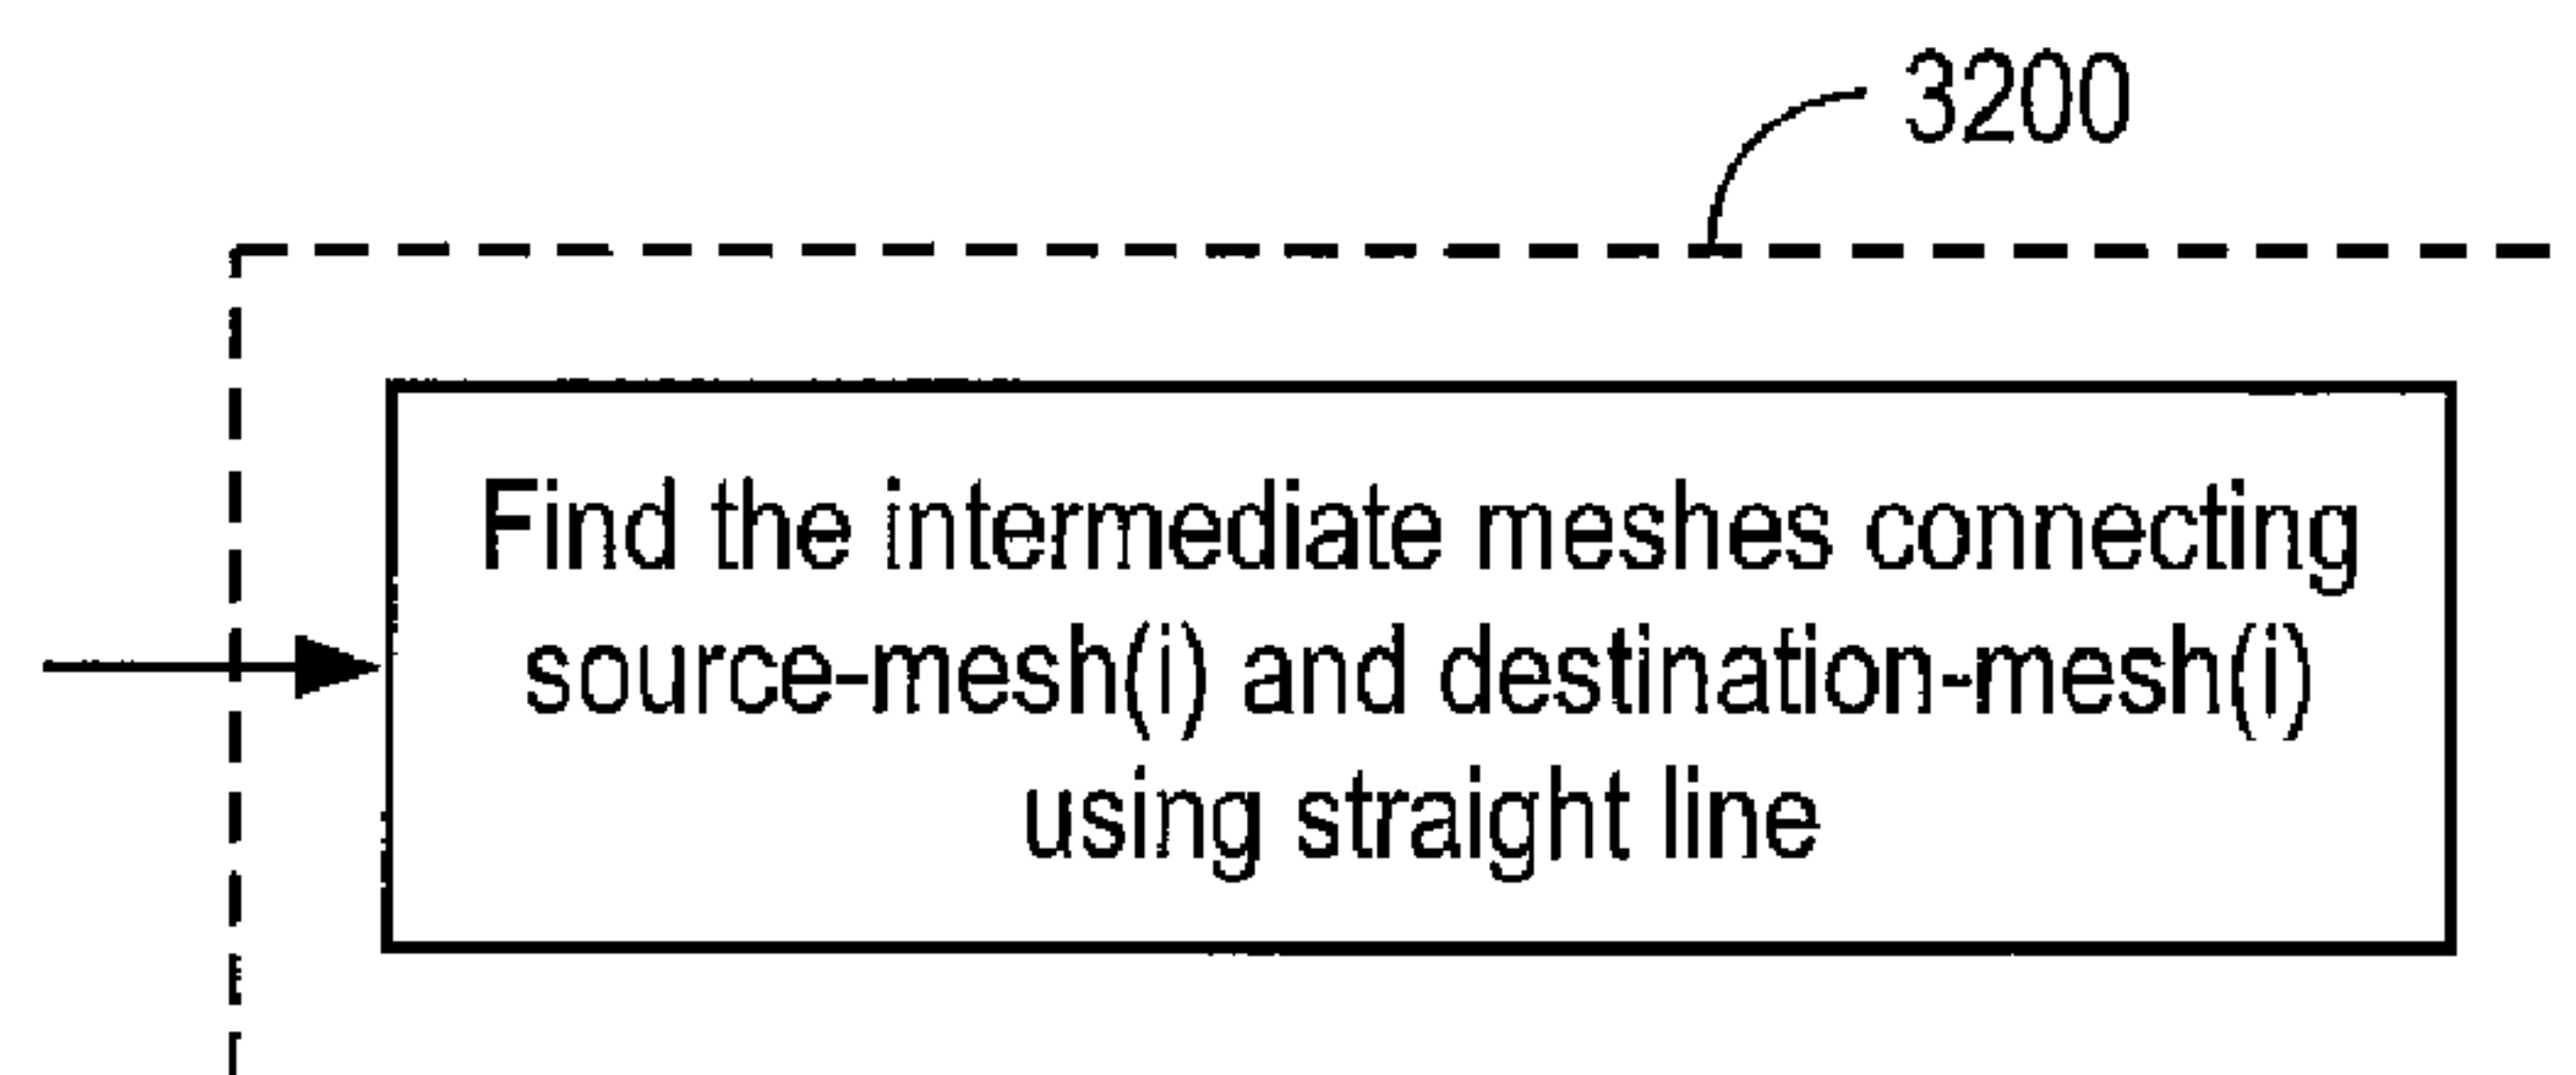 3200
Find the intermediate meshes connecting
source-mesh(i) and destination-mesh(i)
using straight line